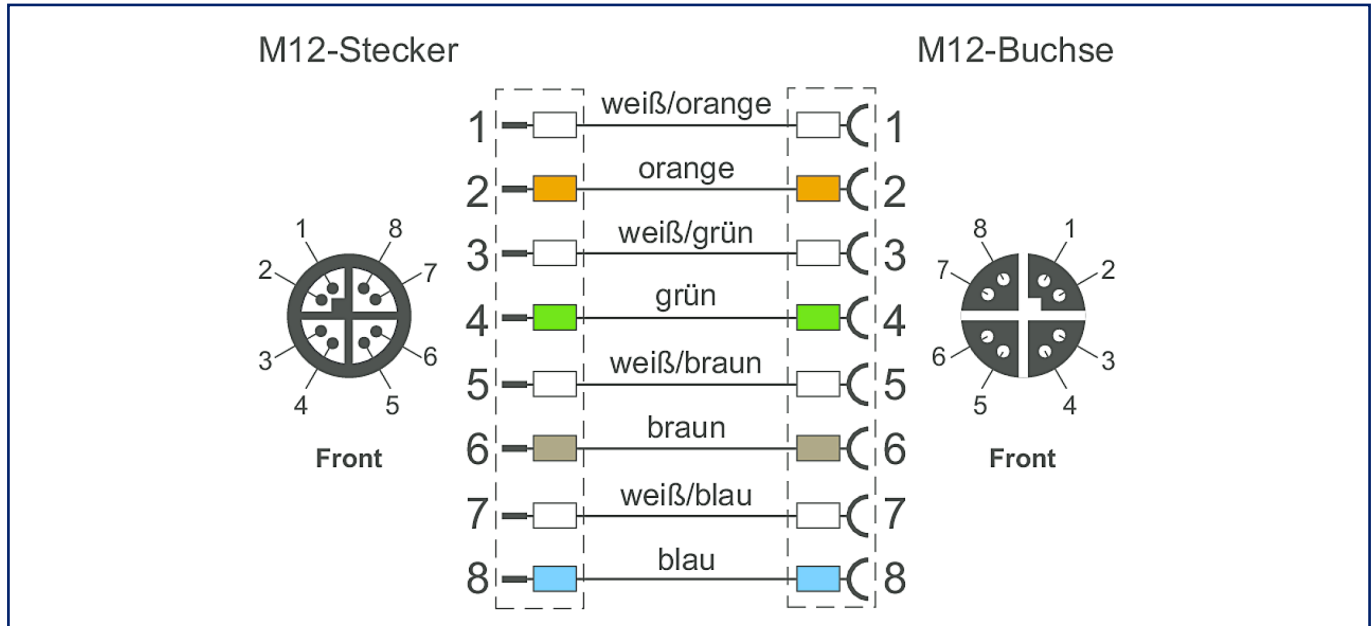 M12-Stecker
M12-Buchse
1 weiß/orange 1
2 orange 2
3 weiß/grün 3
4 grün 4
5 weiß/braun 5
6 braun 6
7 weiß/blau 7
8 blau 8
1 8
2 7
3 6
4 5
Front
8 1
7 2
6 3
5 4
Front